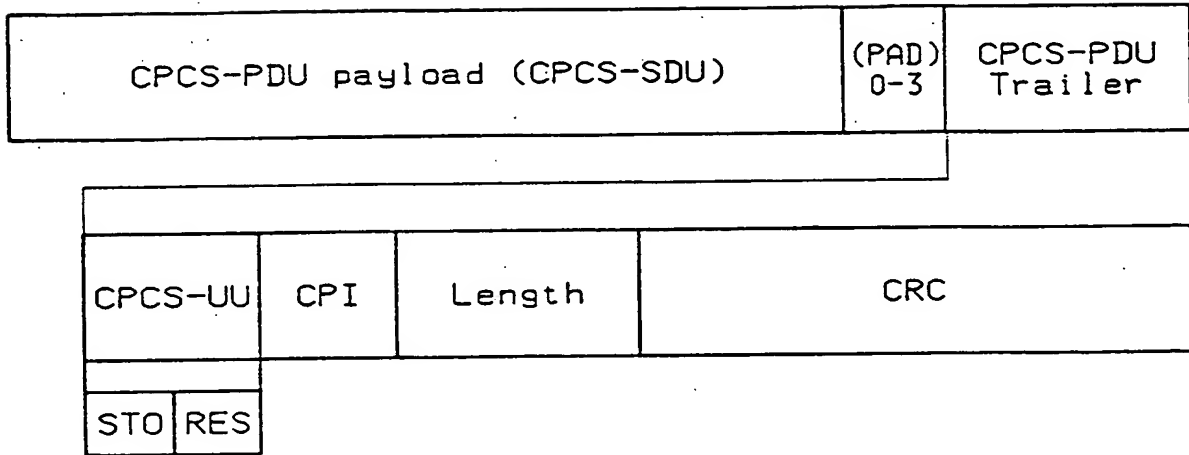 CPCS-PDU payload (CPCS-SDU)
(PAD)
0-3
CPCS-PDU
Trailer
CPCS-UU
CPI
Length
CRC
STO
RES